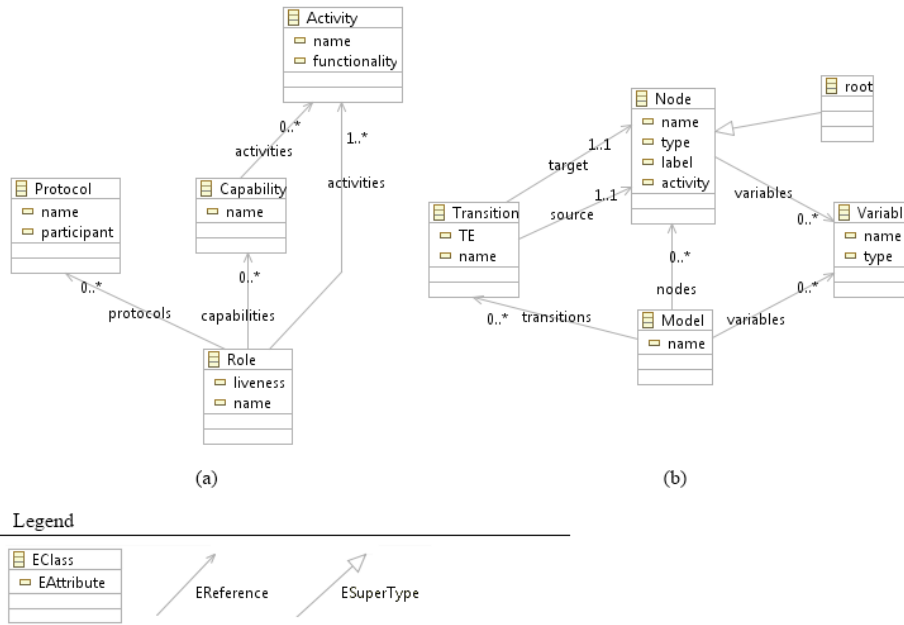 Activity
name
functionality
0..*
activities
1..*
activities
Protocol
name
participant
Capability
name
0..*
protocols
0..*
capabilities
Role
liveness
name
(a)
Node
name
type
label
activity
root
1..1
target
1..1
source
Transition
TE
name
variables
0..*
Variabl
name
type
0..*
nodes
0..*
variables
0..*
transitions
Model
name
(b)
Legend
EClass
EAttribute
EReference
ESuperType